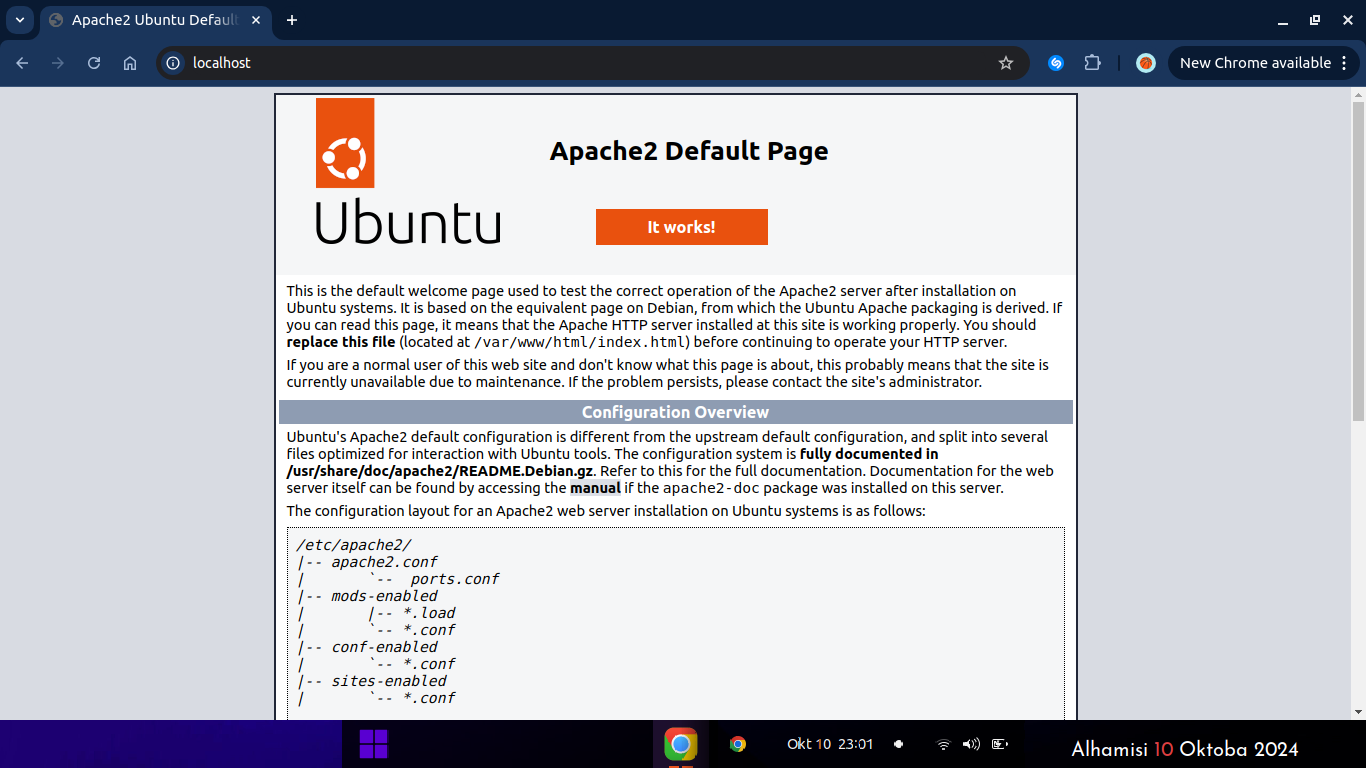 Apache2 Ubuntu Default
localhost
New Chrome available
Ubuntu
Apache2 Default Page
It works!
This is the default welcome page used to test the correct operation of the Apache2 server after installation on
Ubuntu systems. It is based on the equivalent page on Debian, from which the Ubuntu Apache packaging is derived. If
you can read this page, it means that the Apache HTTP server installed at this site is working properly. You should
replace this file (located at /var/www/html/index.html) before continuing to operate your HTTP server.
If you are a normal user of this web site and don't know what this page is about, this probably means that the site is
currently unavailable due to maintenance. If the problem persists, please contact the site's administrator.
Configuration Overview
Ubuntu's Apache2 default configuration is different from the upstream default configuration, and split into several
files optimized for interaction with Ubuntu tools. The configuration system is fully documented in
/usr/share/doc/apache2/README.Debian.gz. Refer to this for the full documentation. Documentation for the web
server itself can be found by accessing the manual if the apache2-doc package was installed on this server.
The configuration layout for an Apache2 web server installation on Ubuntu systems is as follows:
/etc/apache2/
|-- apache2.conf
|       `--  ports.conf
|-- mods-enabled
|       |-- *.load
|       `-- *.conf
|-- conf-enabled
|       `-- *.conf
|-- sites-enabled
|       `-- *.conf
Okt 10 23:01
Alhamisi 10 Oktoba 2024